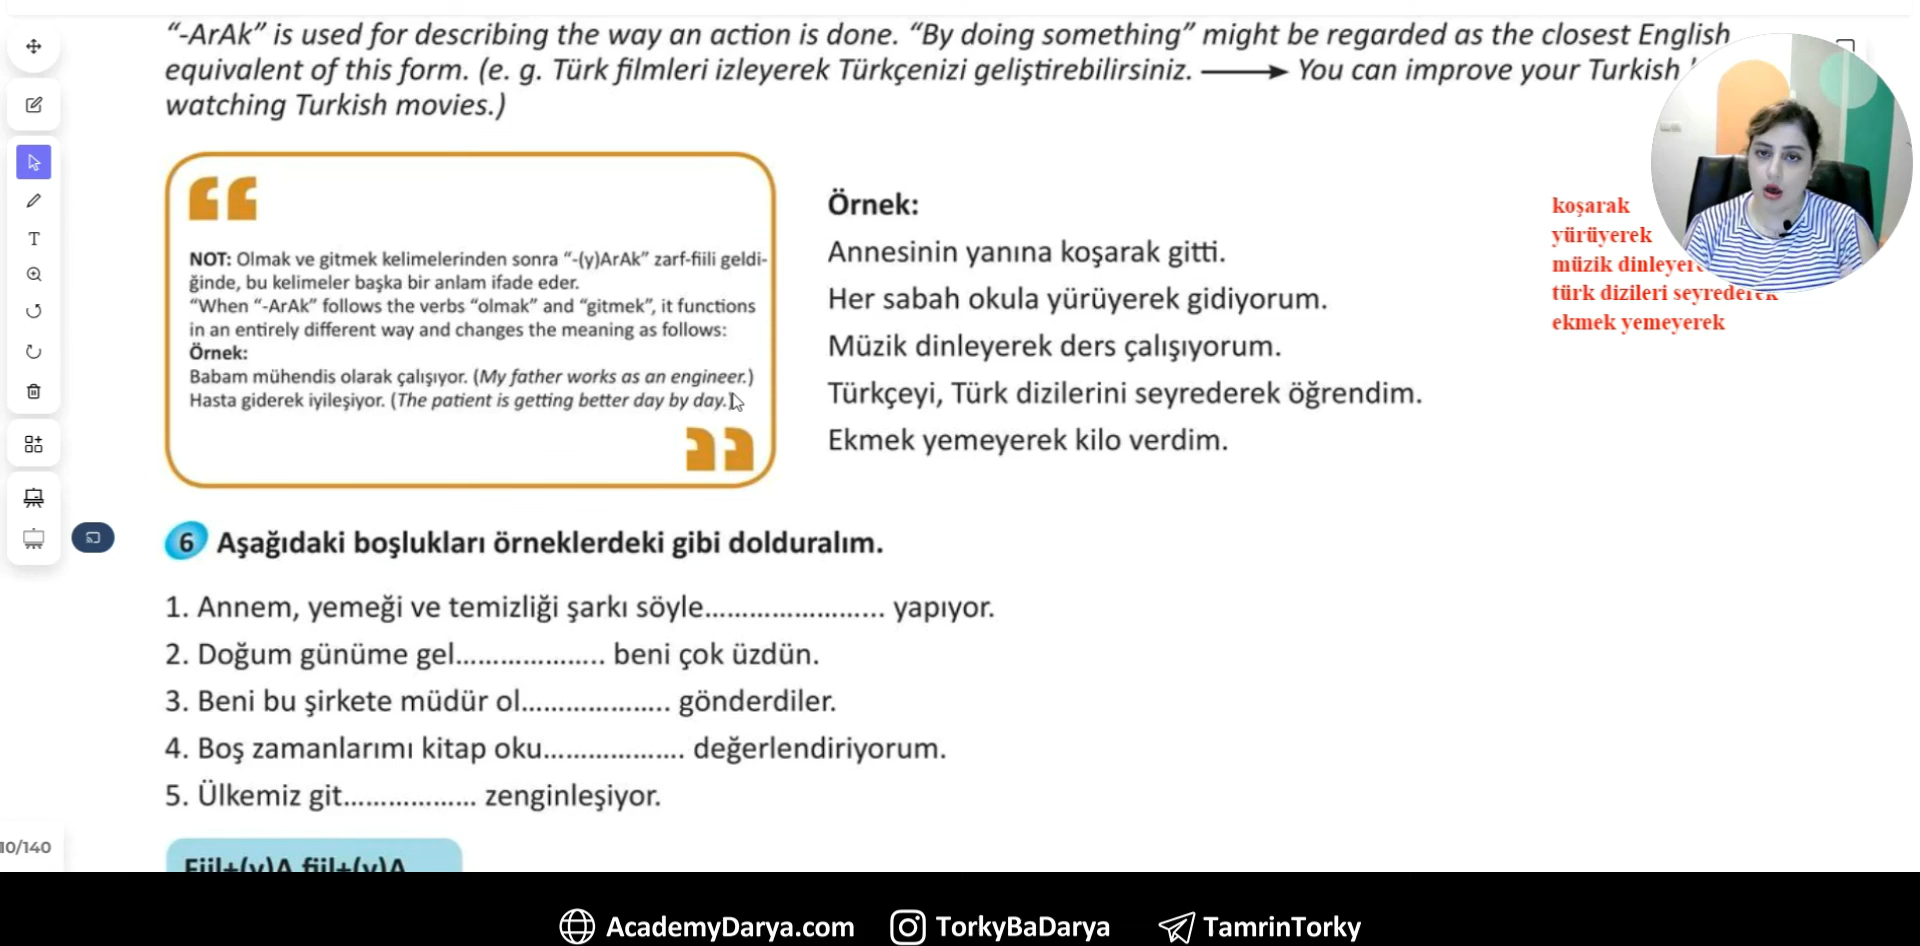 “-ArAk” is used for describing the way an action is done. “By doing something” might be regarded as the closest English
equivalent of this form. (e. g. Türk filmleri izleyerek Türkçenizi geliştirebilirsiniz. → You can improve your Turkish
watching Turkish movies.)
NOT: Olmak ve gitmek kelimelerinden sonra “-(y)ArAk” zarf-fiili geldi-
ğinde, bu kelimeler başka bir anlam ifade eder.
“When “-ArAk” follows the verbs “olmak” and “gitmek”, it functions
in an entirely different way and changes the meaning as follows:
Örnek:
Babam mühendis olarak çalışıyor. (My father works as an engineer.)
Hasta giderek iyileşiyor. (The patient is getting better day by day.)
Örnek:
Annesinin yanına koşarak gitti.
Her sabah okula yürüyerek gidiyorum.
Müzik dinleyerek ders çalışıyorum.
Türkçeyi, Türk dizilerini seyrederek öğrendim.
Ekmek yemeyerek kilo verdim.
koşarak
yürüyerek
müzik
türk dizileri seyrederek
ekmek yemeyerek
6 Aşağıdaki boşlukları örneklerdeki gibi dolduralım.
1. Annem, yemeği ve temizliği şarkı söyle........................ yapıyor.
2. Doğum günüme gel.................... beni çok üzdün.
3. Beni bu şirkete müdür ol.................... gönderdiler.
4. Boş zamanlarımı kitap oku................... değerlendiriyorum.
5. Ülkemiz git.................. zenginleşiyor.
Fiil+(y)A fiil+(y)A
10/140
AcademyDarya.com TorkyBaDarya TamrinTorky